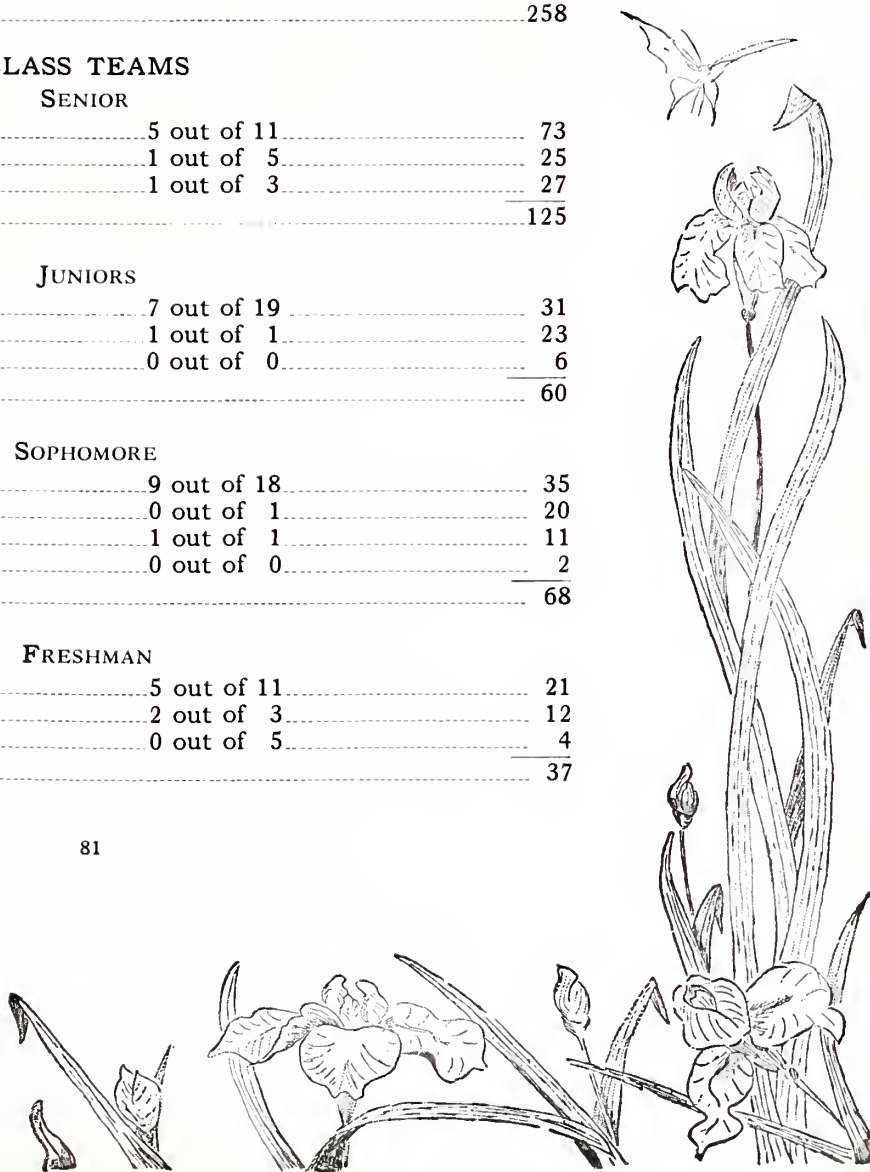 258
LASS TEAMS
SENIOR
5 out of 11 73
1 out of 5 25
1 out of 3 27
125
JUNIORS
7 out of 19 31
1 out of 1 23
0 out of 0 6
60
SOPHOMORE
9 out of 18 35
0 out of 1 20
1 out of 1 11
0 out of 0 2
68
FRESHMAN
5 out of 11 21
2 out of 3 12
0 out of 5 4
37
81